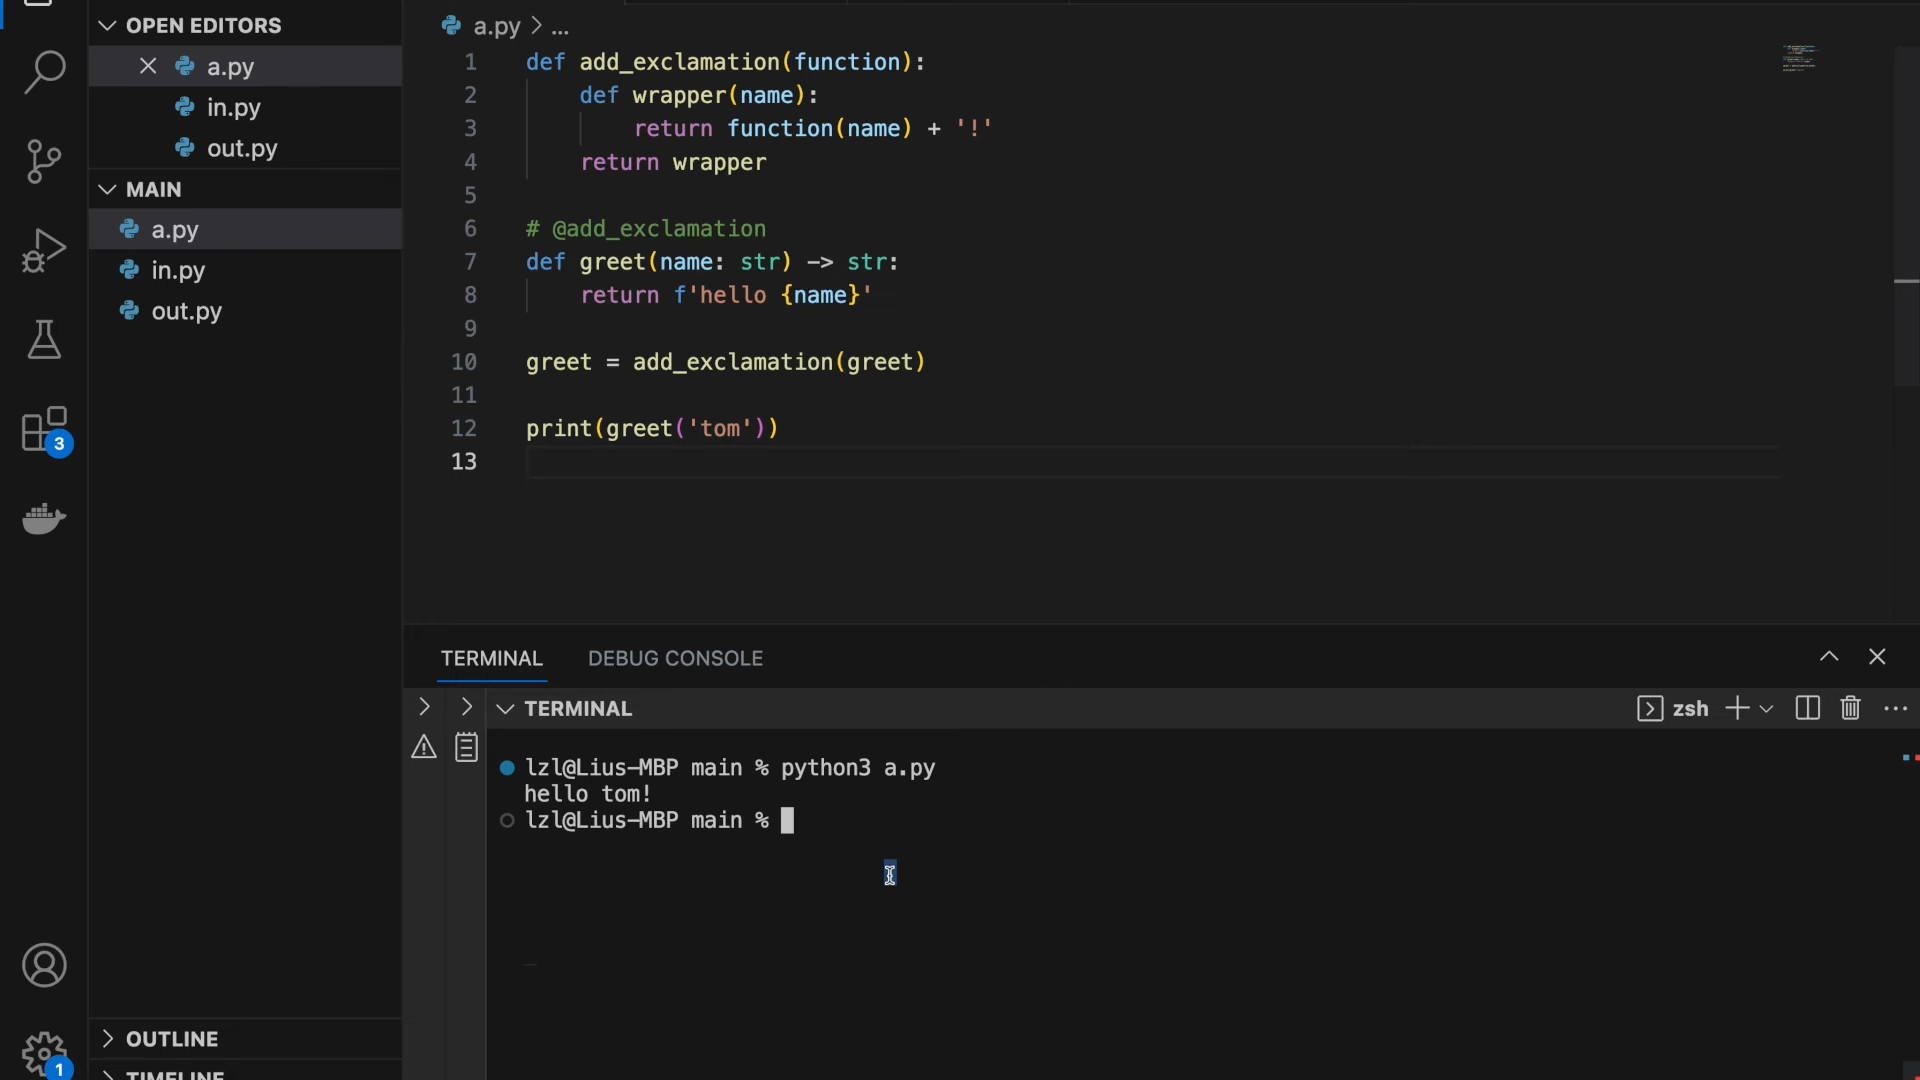 OPEN EDITORS
a.py
in.py
out.py
MAIN
a.py
in.py
out.py
OUTLINE
TIMELINE
3
1
a.py > ...
1 def add_exclamation(function):
2     def wrapper(name):
3         return function(name) + '!'
4     return wrapper
5
6 # @add_exclamation
7 def greet(name: str) -> str:
8     return f'hello {name}'
9
10 greet = add_exclamation(greet)
11
12 print(greet('tom'))
13
TERMINAL DEBUG CONSOLE
TERMINAL zsh
lzl@Lius-MBP main % python3 a.py
hello tom!
lzl@Lius-MBP main %